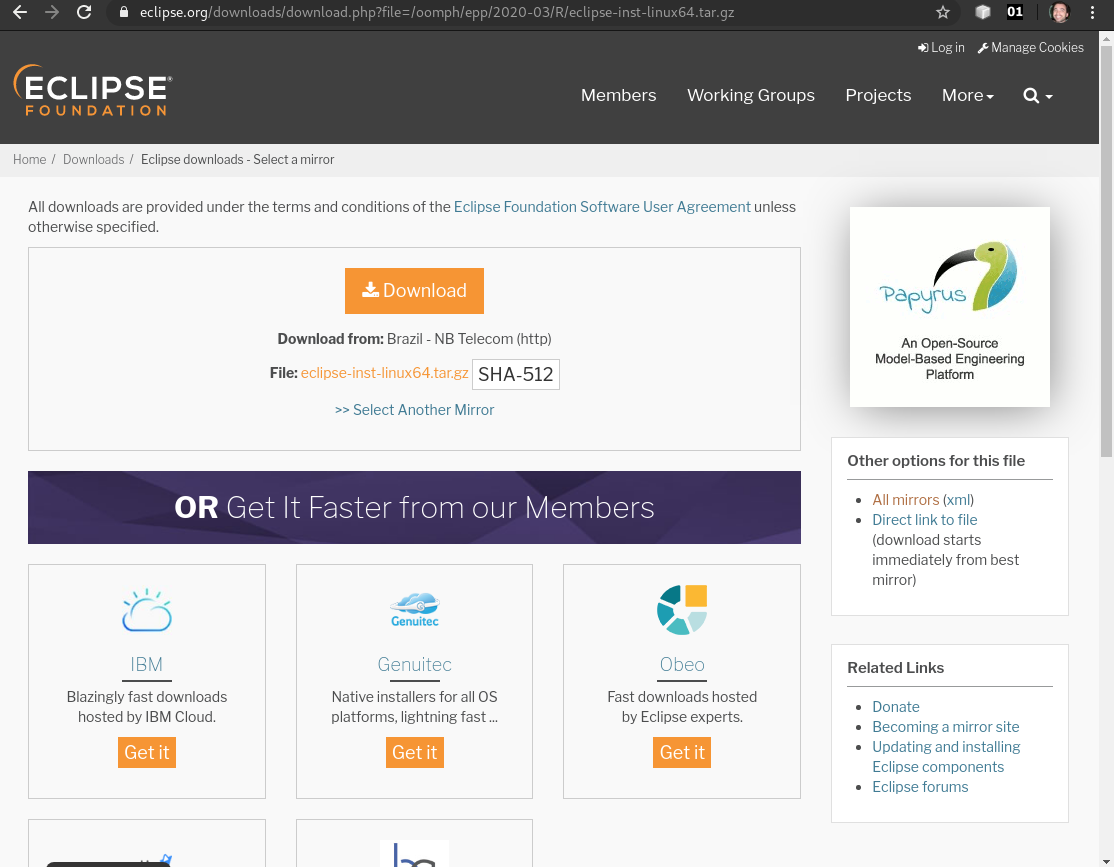 eclipse.org/downloads/download.php?file=/oomph/epp/2020-03/R/eclipse-inst-linux64.tar.gz
01
Log in Manage Cookies
ECLIPSE®
FOUNDATION
Members Working Groups Projects More
Home / Downloads / Eclipse downloads - Select a mirror
All downloads are provided under the terms and conditions of the Eclipse Foundation Software User Agreement unless
otherwise specified.
Download
Download from: Brazil - NB Telecom (http)
File: eclipse-inst-linux64.tar.gz SHA-512
>> Select Another Mirror
OR Get It Faster from our Members
IBM
Blazingly fast downloads
hosted by IBM Cloud.
Get it
Genuitec
Genuitec
Native installers for all OS
platforms, lightning fast ...
Get it
Obeo
Fast downloads hosted
by Eclipse experts.
Get it
Papyrus
An Open-Source
Model-Based Engineering
Platform
Other options for this file
All mirrors (xml)
Direct link to file
(download starts
immediately from best
mirror)
Related Links
Donate
Becoming a mirror site
Updating and installing
Eclipse components
Eclipse forums